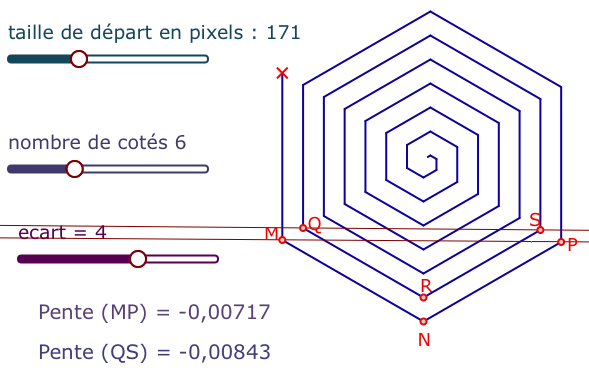 taille de départ en pixels : 171
nombre de cotés 6
ecart = 4
M
Q
S
P
R
N
Pente (MP) = -0,00717
Pente (QS) = -0,00843